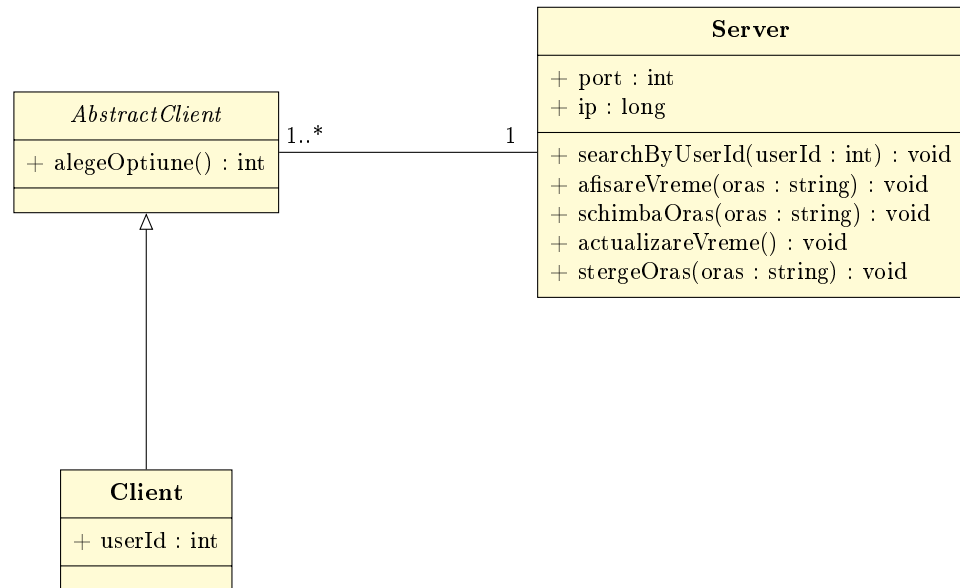 AbstractClient
+ alegeOptiune() : int
1..*
1
Server
+ port : int
+ ip : long
+ searchByUserId(userId : int) : void
+ afisareVreme(oras : string) : void
+ schimbaOras(oras : string) : void
+ actualizareVreme() : void
+ stergeOras(oras : string) : void
Client
+ userId : int